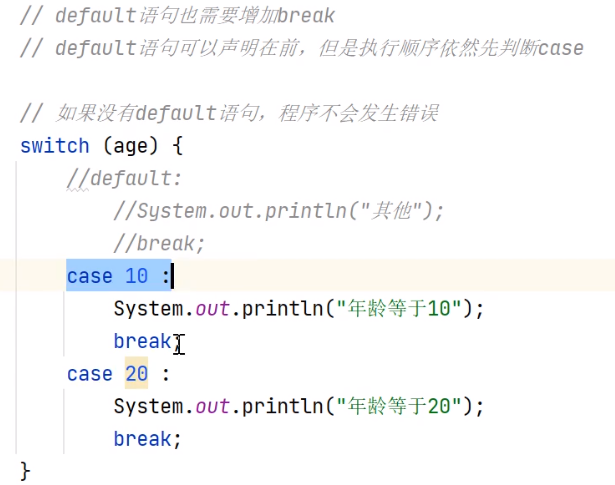 // default语句也需要增加break
// default语句可以声明在前，但是执行顺序依然先判断case
// 如果没有default语句，程序不会发生错误
switch (age) {
//default:
//System.out.println("其他");
//break;
case 10 :
System.out.println("年龄等于10");
break;
case 20 :
System.out.println("年龄等于20");
break;
}